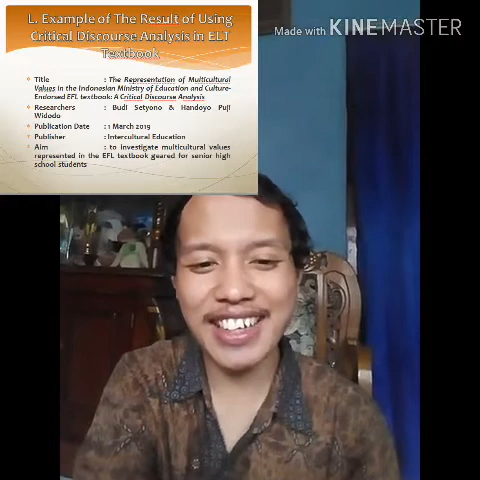 L. Example of The Result of Using
Critical Discourse Analysis in ELT
Textbook
Title : The Representation of Multicultural
Values in the Indonesian Ministry of Education and Culture-
Endorsed EFL textbook: A Critical Discourse Analysis
Researchers : Budi Setyono & Handoyo Puji
Widodo
Publication Date : 1 March 2019
Publisher : Intercultural Education
Aim : to investigate multicultural values
represented in the EFL textbook geared for senior high
school students
Made with KINEMASTER